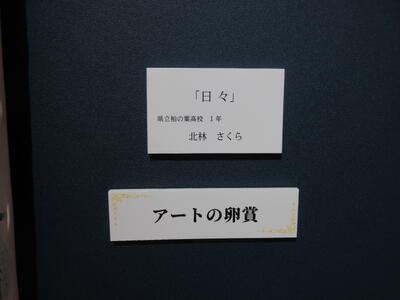 「日 々」
県立柏の葉高校 1年
北林 さくら
アートの卵賞